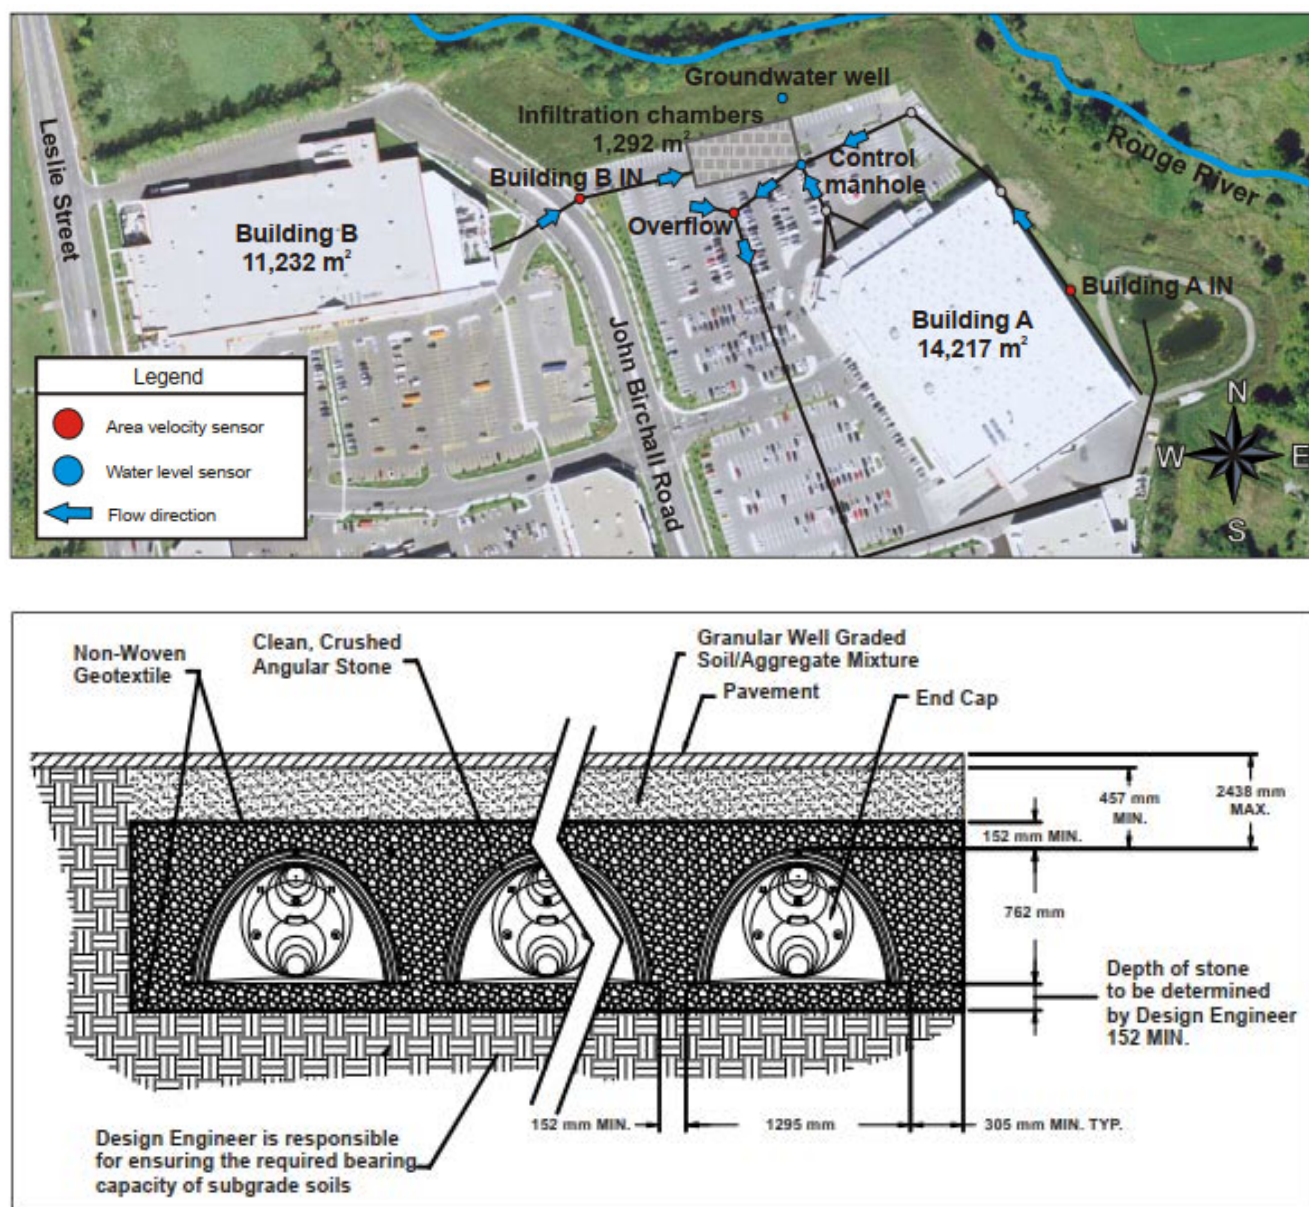 Groundwater well
Infiltration chambers
1,292 m²
Leslie Street
Rouge River
Building B IN
Control
manhole
Building B
11,232 m²
Overflow
Building A IN
Building A
14,217 m²
John Birchall Road
Legend
Area velocity sensor
Water level sensor
Flow direction
N
W
E
S
Non-Woven
Geotextile
Clean, Crushed
Angular Stone
Granular Well Graded
Soil/Aggregate Mixture
Pavement
End Cap
457 mm
MIN.
2438 mm
MAX.
152 mm MIN.
762 mm
Depth of stone
to be determined
by Design Engineer
152 MIN.
152 mm MIN.
1295 mm
305 mm MIN. TYP.
Design Engineer is responsible
for ensuring the required bearing
capacity of subgrade soils